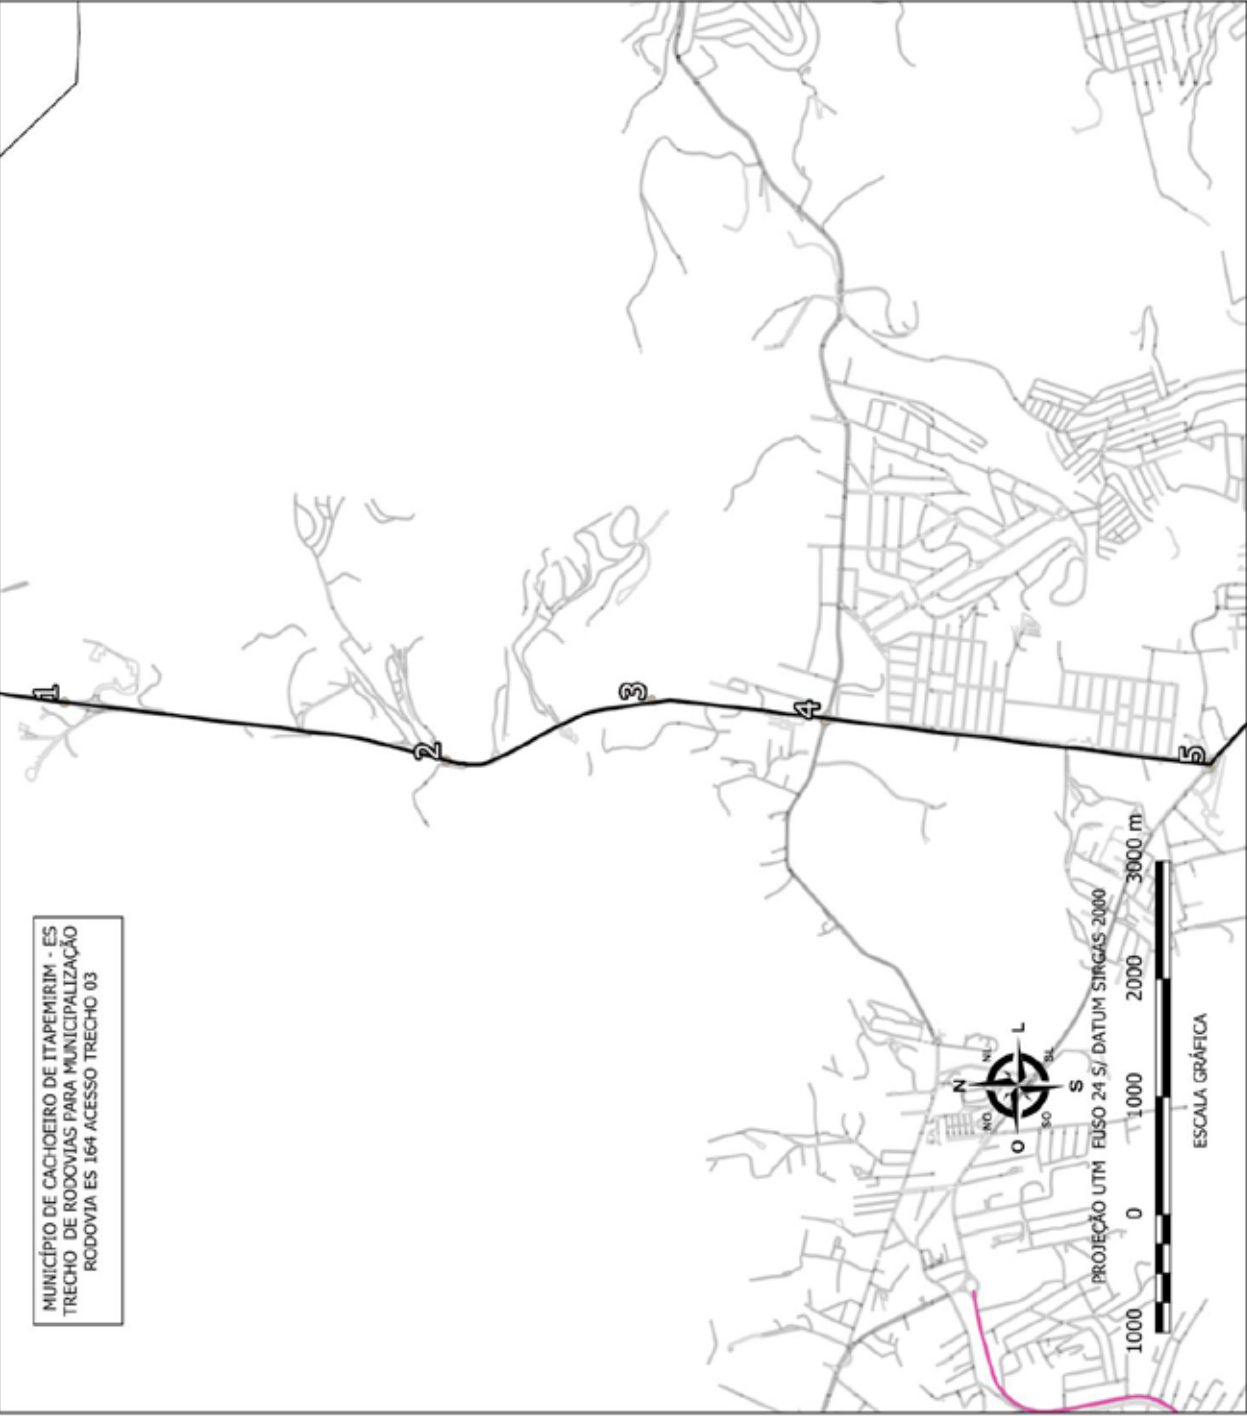 MUNICÍPIO DE CACHOEIRO DE ITAPEMIRIM - ES
TRECHO DE RODOVIAS PARA MUNICIPALIZAÇÃO
RODOVIA ES 164 ACESSO TRECHO 03
1
2
3
4
5
N
NL
L
SL
S
SO
O
NO
PROJEÇÃO UTM FUSO 24 S/ DATUM SIRGAS 2000
1000 0 1000 2000 3000 m
ESCALA GRÁFICA